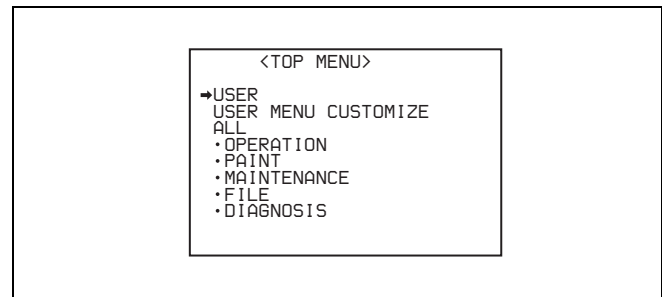 <TOP MENU>
➡USER
USER MENU CUSTOMIZE
ALL
・OPERATION
・PAINT
・MAINTENANCE
・FILE
・DIAGNOSIS